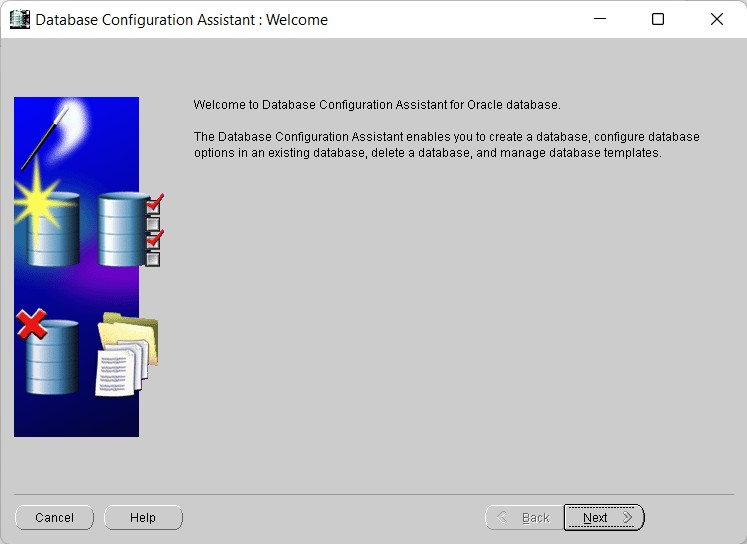 Database Configuration Assistant : Welcome
Welcome to Database Configuration Assistant for Oracle database.
The Database Configuration Assistant enables you to create a database, configure database
options in an existing database, delete a database, and manage database templates.
Cancel
Help
Back
Next